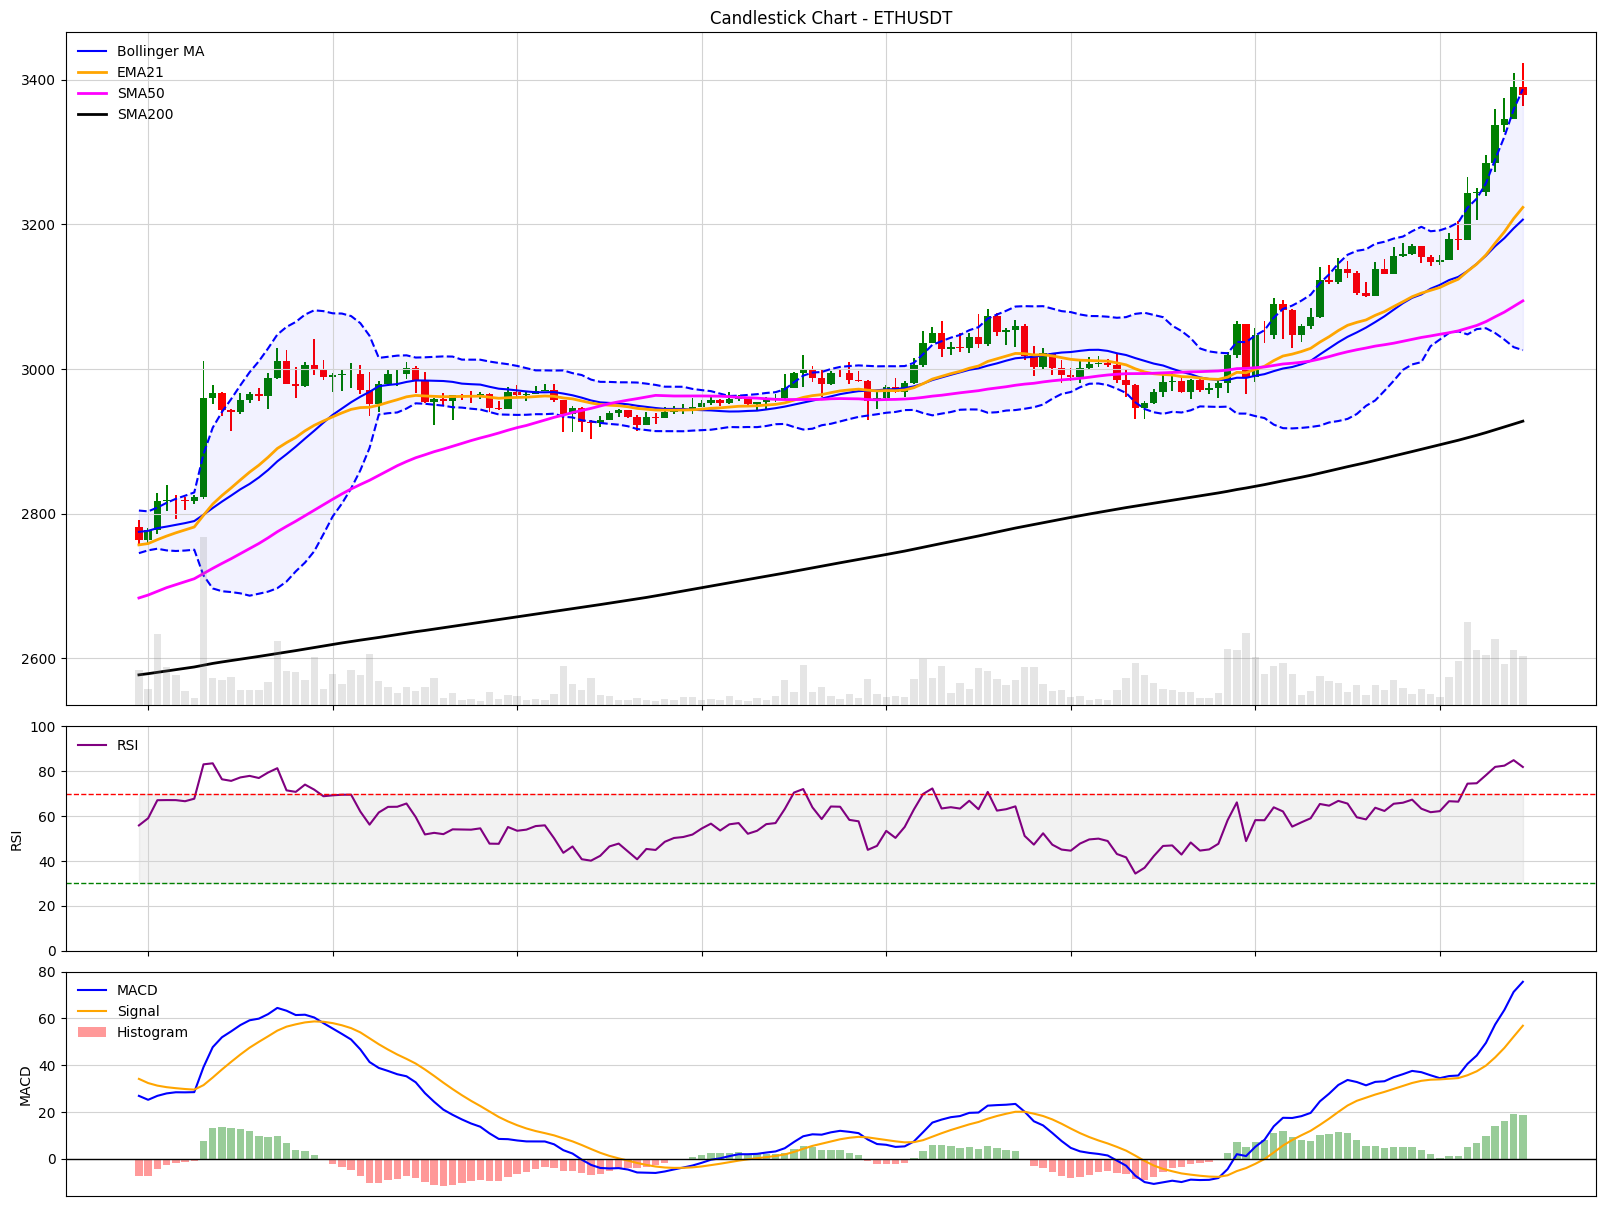 Candlestick Chart - ETHUSDT
Bollinger MA
EMA21
SMA50
SMA200
3400
3200
3000
2800
2600
RSI
100
80
60
40
20
0
RSI
MACD
Signal
Histogram
80
60
40
20
0
MACD